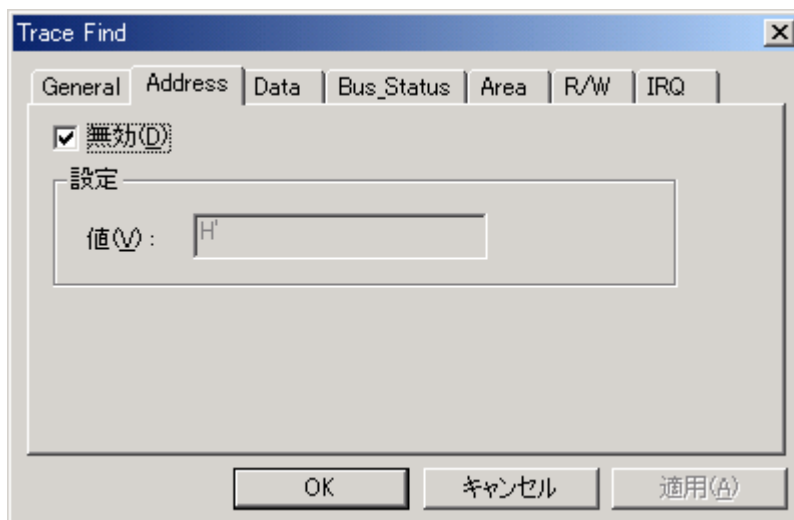 Trace Find
General Address Data Bus_Status Area R/W IRQ
無効(D)
設定
値(V): H'
OK キャンセル 適用(A)